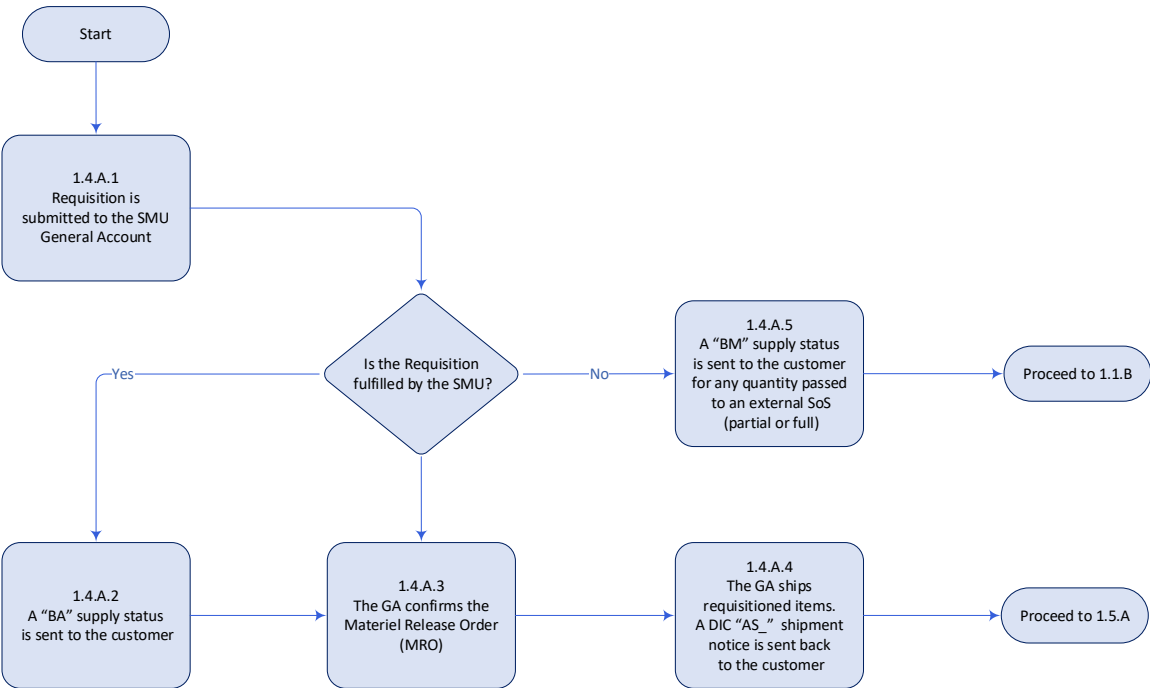 Start
1.4.A.1
Requisition is
submitted to the SMU
General Account
Is the Requisition
fulfilled by the SMU?
Yes
No
1.4.A.5
A “BM” supply status
is sent to the customer
for any quantity passed
to an external SoS
(partial or full)
Proceed to 1.1.B
1.4.A.2
A “BA” supply status
is sent to the customer
1.4.A.3
The GA confirms the
Materiel Release Order
(MRO)
1.4.A.4
The GA ships
requisitioned items.
A DIC “AS_” shipment
notice is sent back
to the customer
Proceed to 1.5.A